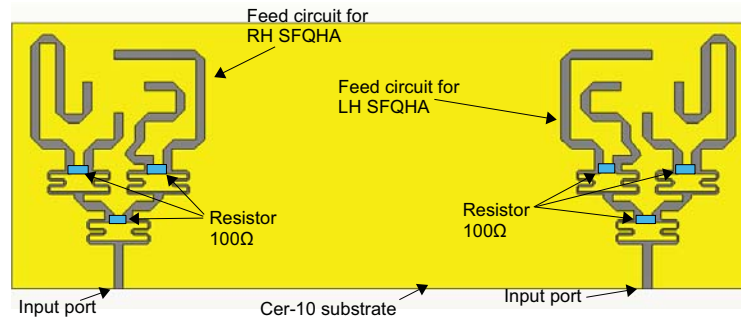 Feed circuit for
RH SFQHA
Feed circuit for
LH SFQHA
Resistor
100Ω
Resistor
100Ω
Input port
Cer-10 substrate
Input port